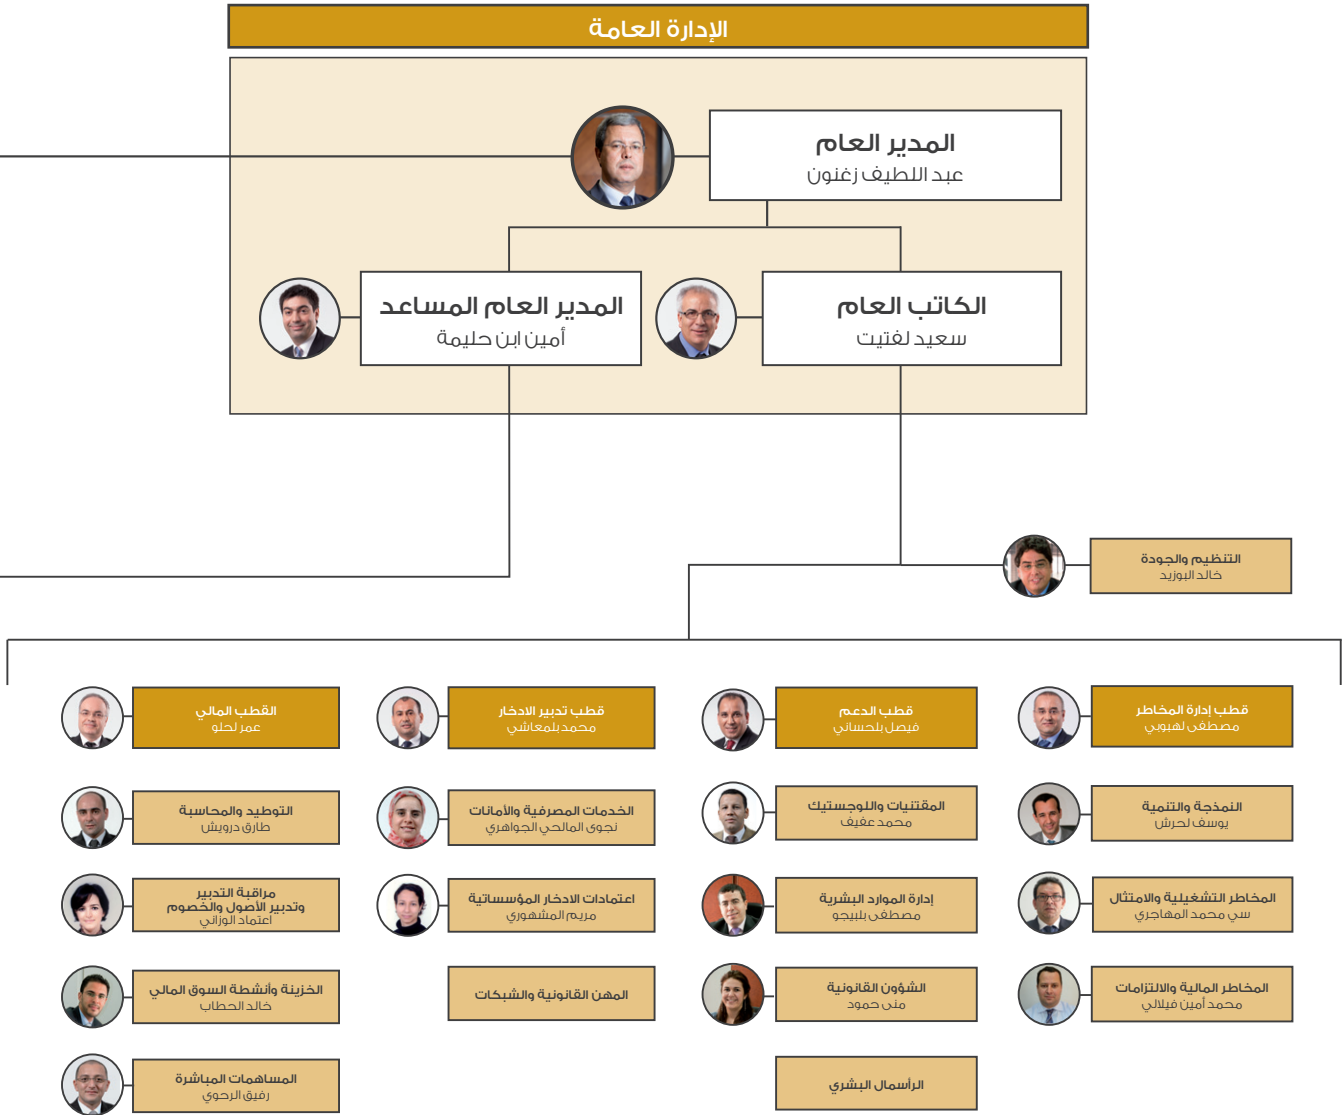 الإدارة العامة
المدير العام
عبد اللطيف زغنون
الكاتب العام
سعيد لفتيت
المدير العام المساعد
أمين ابن حليمة
التنظيم والجودة
خالد البوزيد
قطب إدارة المخاطر
مصطفى لهبوبي
قطب الدعم
فيصل بلحساني
قطب تدبير الادخار
محمد بلمعاشي
القطب المالي
عمر لحلو
النمذجة والتنمية
يوسف لحرش
المقتنيات واللوجستيك
محمد عفيف
الخدمات المصرفية والأمانات
نجوى المالحي الجواهري
التوطيد والمحاسبة
طارق درويش
المخاطر التشغيلية والامتثال
سي محمد المهاجري
إدارة الموارد البشرية
مصطفى بلبيجو
اعتمادات الادخار المؤسساتية
مريم المشهوري
مراقبة التدبير
وتدبير الأصول والخصوم
اعتماد الوزاني
المخاطر المالية والالتزامات
محمد أمين فيلالي
الشؤون القانونية
منى حمود
المهن القانونية والشبكات
الخزينة وأنشطة السوق المالي
خالد الحطاب
الرأسمال البشري
المساهمات المباشرة
رفيق الرحوي